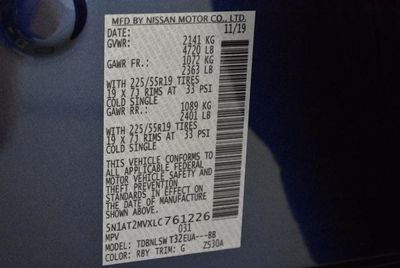 MFD BY NISSAN MOTOR CO., LTD.
DATE: 11/19
GVWR: 2141 KG
4720 LB
GAWR FR.: 1072 KG
2363 LB
WITH 225/55R19 TIRES
19 X 7J RIMS AT 33 PSI
COLD SINGLE
GAWR RR.: 1089 KG
2401 LB
WITH 225/55R19 TIRES
19 X 7J RIMS AT 33 PSI
COLD SINGLE
THIS VEHICLE CONFORMS TO
ALL APPLICABLE FEDERAL
MOTOR VEHICLE SAFETY AND
THEFT PREVENTION
STANDARDS IN EFFECT ON
THE DATE OF MANUFACTURE
SHOWN ABOVE.
5N1AT2MVXLC761226
MPV 031
MODEL: TDBNLSWT32EUA---BB
COLOR: RBY TRIM: G ZS30A